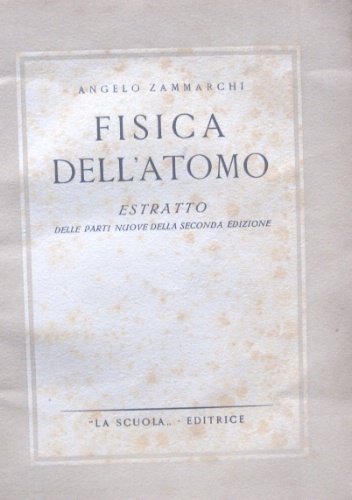 ANGELO ZAMMARCHI
FISICA
DELL'ATOMO
ESTRATTO
DELLE PARTI NUOVE DELLA SECONDA EDIZIONE
"LA SCUOLA„ · EDITRICE